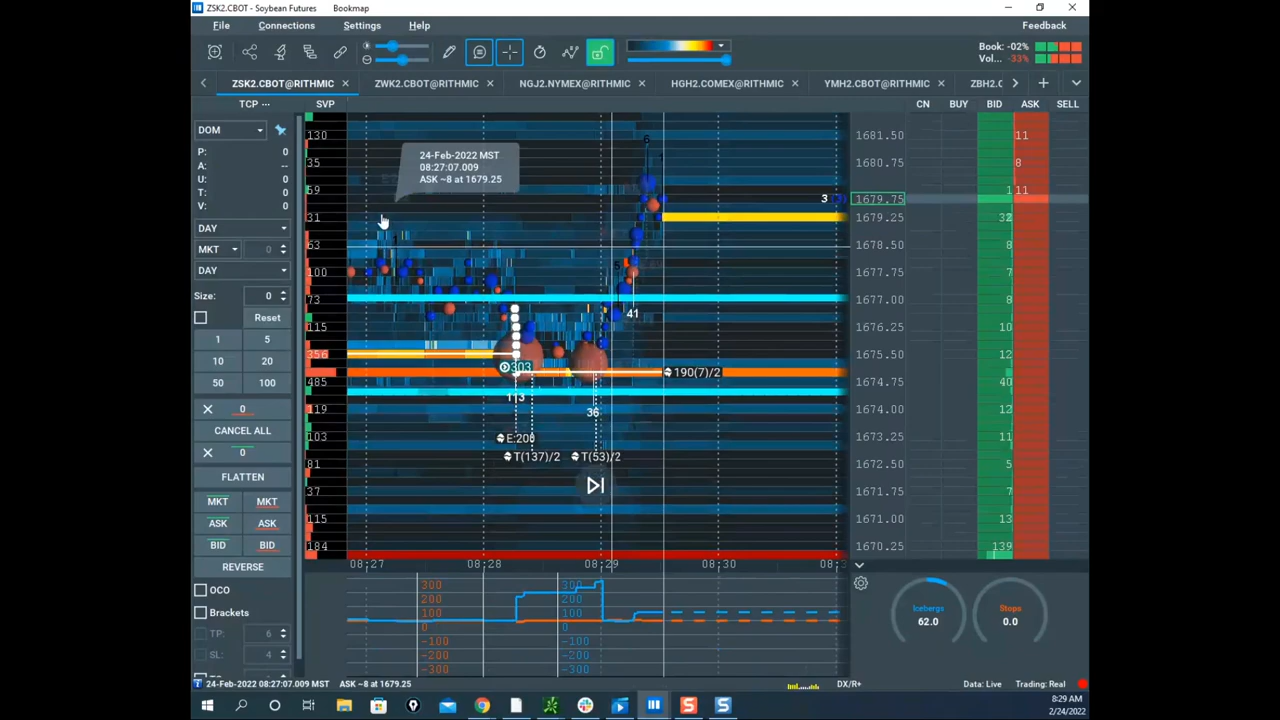 ZSK2.CBOT - Soybean Futures Bookmap
File Connections Settings Help Feedback
Book: -02%
Vol... -33%
ZSK2.CBOT@RITHMIC ZWK2.CBOT@RITHMIC NGJ2.NYMEX@RITHMIC HGH2.COMEX@RITHMIC YMH2.CBOT@RITHMIC ZBH2.C
TCP ... SVP CN BUY BID ASK SELL
DOM
P: 0
A: --
U: 0
T: 0
V: 0
DAY
MKT 0
DAY
Size: 0
Reset
1 5
10 20
50 100
0
CANCEL ALL
0
FLATTEN
MKT MKT
ASK ASK
BID BID
REVERSE
OCO
Brackets
TP: 6
SL: 4
130
35
59
31
63
100
73
115
356
485
119
103
81
37
115
184
24-Feb-2022 MST
08:27:07.009
ASK ~8 at 1679.25
6
41
303
113
36
190(7)/2
E:200
T(137)/2 T(53)/2
3
1681.50 11
1680.75 8
1679.75 1 11
1679.25 32
1678.50 8
1677.75 7
1677.00 8
1676.25 10
1675.50 12
1674.75 40
1674.00 8
1673.25 11
1672.50 5
1671.75 7
1671.00 13
1670.25 139
08:27 08:28 08:29 08:30 08:3
300 300
200 200
100 100
0 0
-100 -100
-200 -200
-300 -300
Icebergs
62.0
Stops
0.0
24-Feb-2022 08:27:07.009 MST ASK ~8 at 1679.25 DX/R+ Data: Live Trading: Real
8:29 AM
2/24/2022